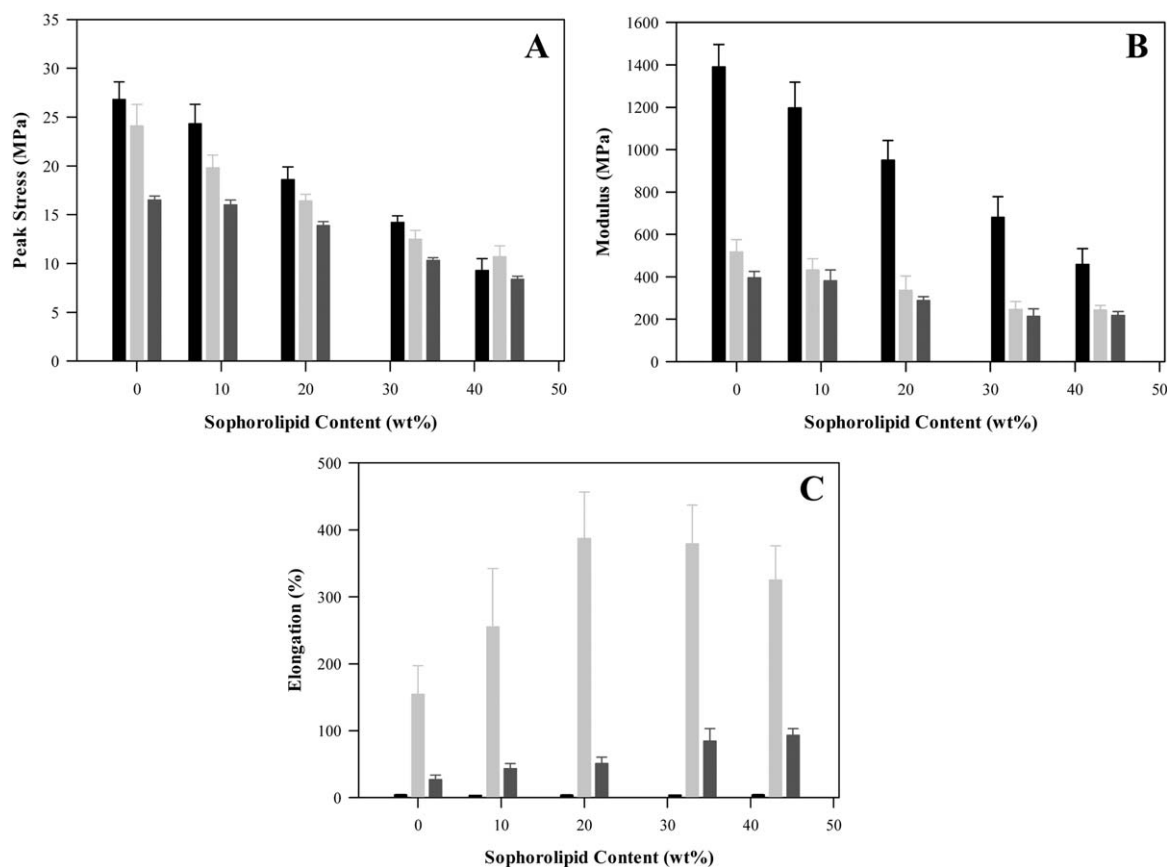 A
Peak Stress (MPa)
35
30
25
20
15
10
5
0
0 10 20 30 40 50
Sophorolipid Content (wt%)
B
Modulus (MPa)
1600
1400
1200
1000
800
600
400
200
0
0 10 20 30 40 50
Sophorolipid Content (wt%)
C
Elongation (%)
500
400
300
200
100
0
0 10 20 30 40 50
Sophorolipid Content (wt%)